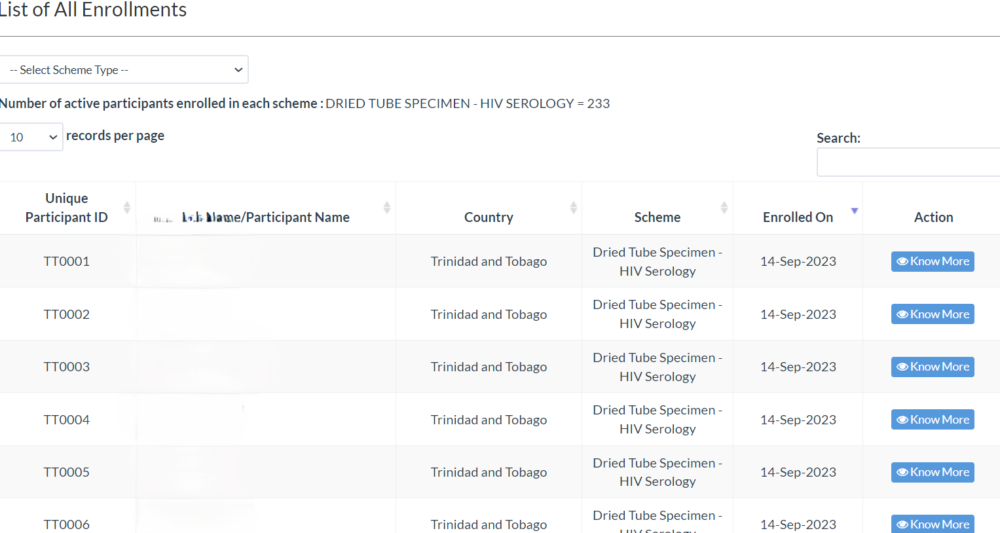 List of All Enrollments
-- Select Scheme Type --
Number of active participants enrolled in each scheme : DRIED TUBE SPECIMEN - HIV SEROLOGY = 233
10 records per page
Search:
Unique
Participant ID
Name/Participant Name
Country
Scheme
Enrolled On
Action
TT0001
Trinidad and Tobago
Dried Tube Specimen -
HIV Serology
14-Sep-2023
Know More
TT0002
Trinidad and Tobago
Dried Tube Specimen -
HIV Serology
14-Sep-2023
Know More
TT0003
Trinidad and Tobago
Dried Tube Specimen -
HIV Serology
14-Sep-2023
Know More
TT0004
Trinidad and Tobago
Dried Tube Specimen -
HIV Serology
14-Sep-2023
Know More
TT0005
Trinidad and Tobago
Dried Tube Specimen -
HIV Serology
14-Sep-2023
Know More
TT0006
Trinidad and Tobago
Dried Tube Specimen -
HIV Serology
14-Sep-2023
Know More